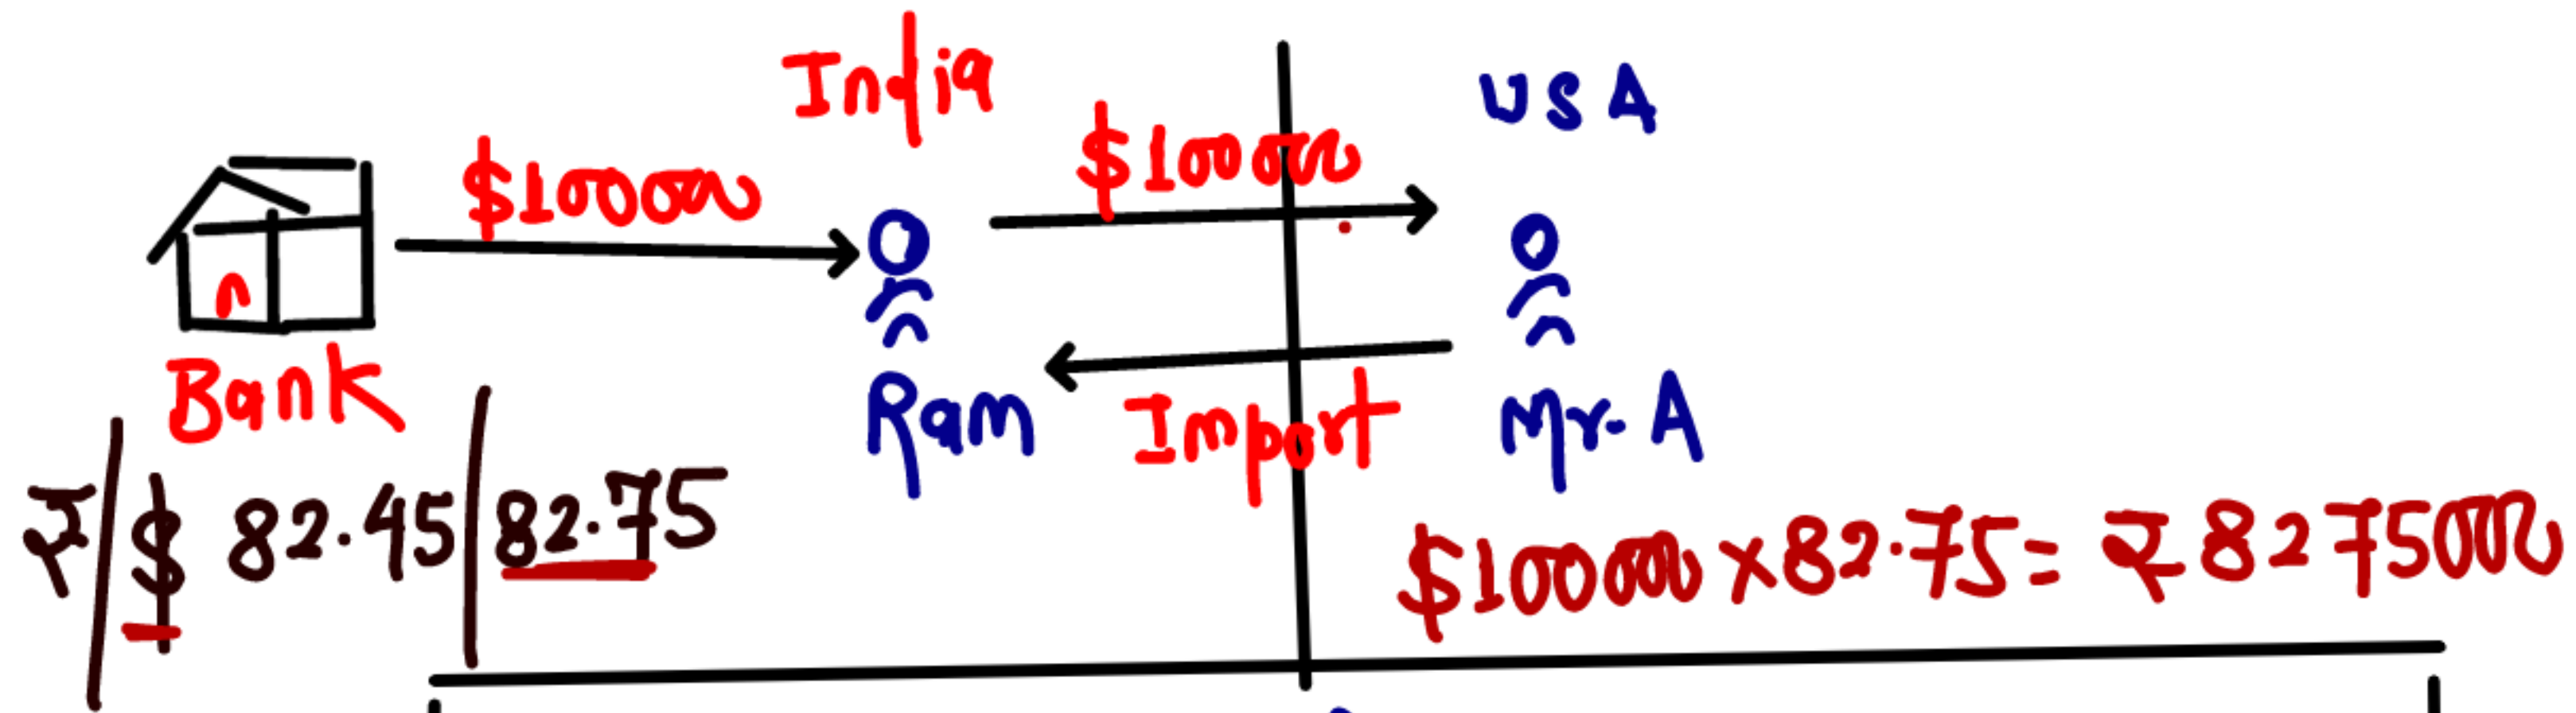 India
USA
$100000
$100000
Bank
Ram
Import
Mr. A
₹/$ 82.45 | 82.75
$100000 × 82.75 = ₹ 8275000